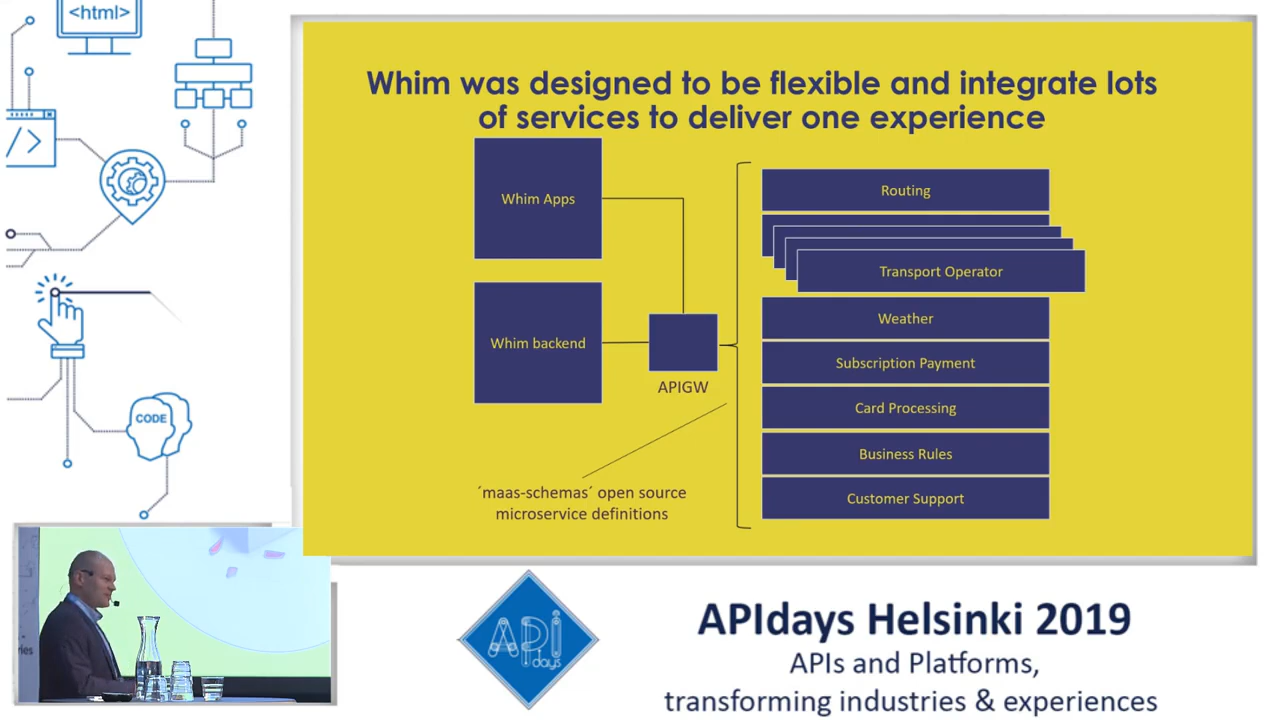 <html>
</>
CODE
Whim was designed to be flexible and integrate lots
of services to deliver one experience
Whim Apps
Whim backend
APIGW
´maas-schemas´ open source
microservice definitions
Routing
Transport Operator
Weather
Subscription Payment
Card Processing
Business Rules
Customer Support
API
days
APIdays Helsinki 2019
APIs and Platforms,
transforming industries & experiences